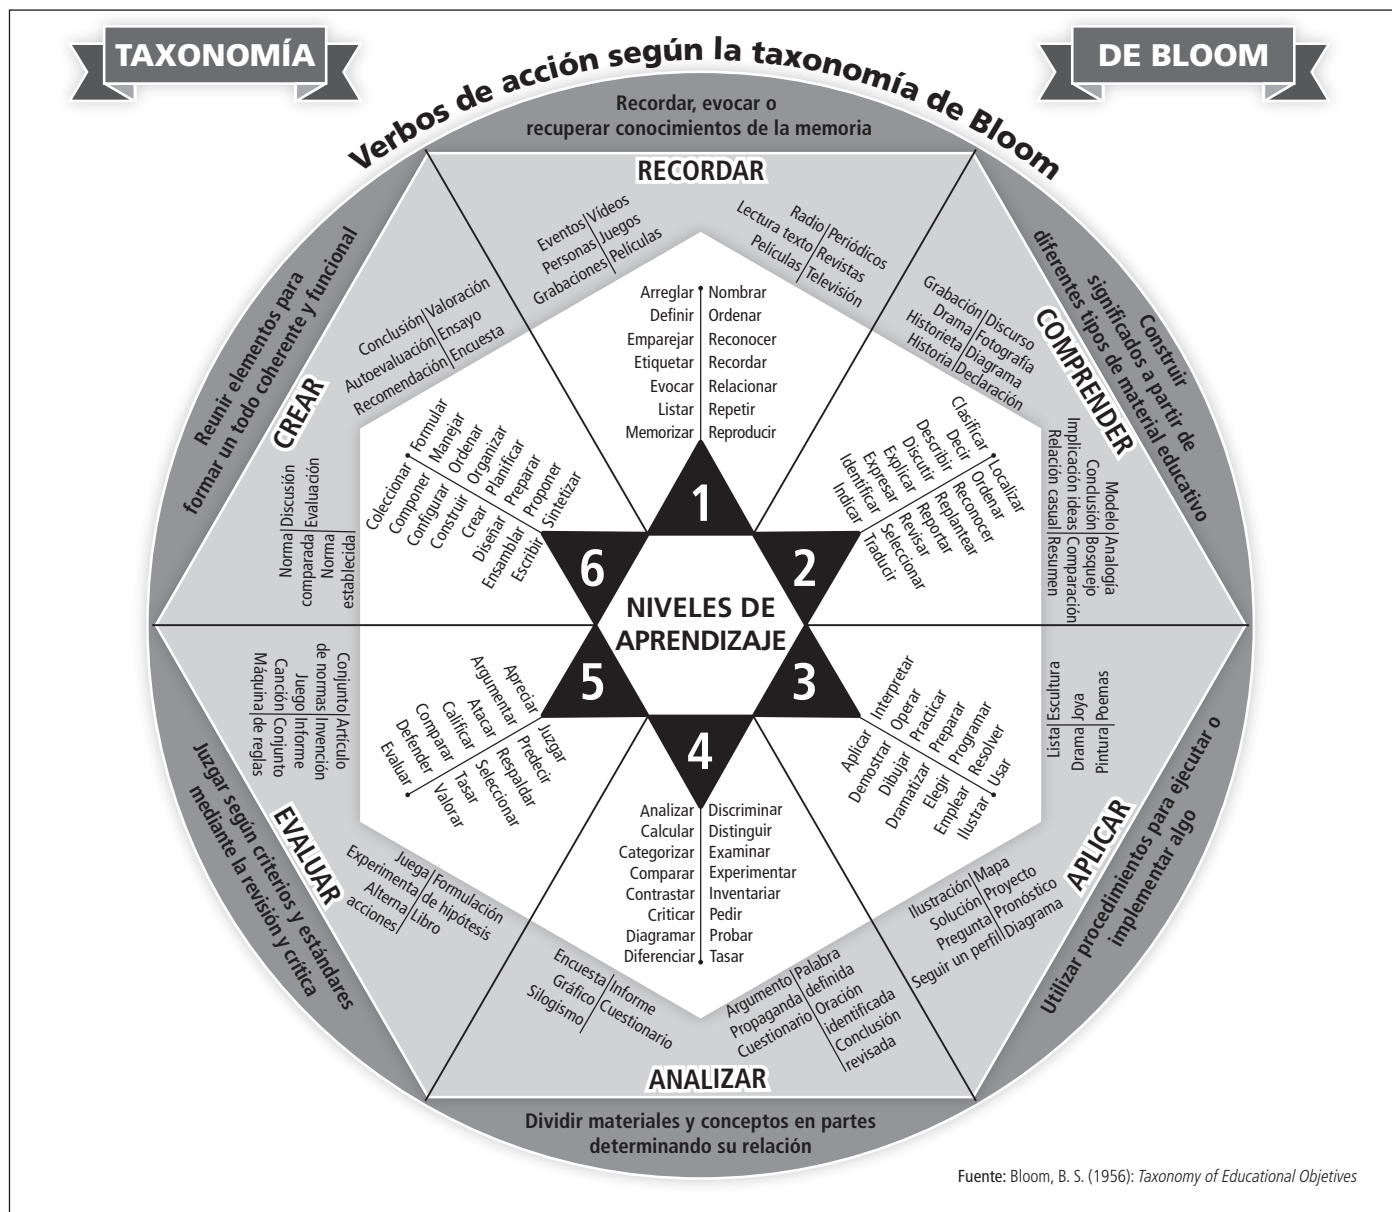 TAXONOMÍA
DE BLOOM
Verbos de acción según la taxonomía de Bloom
Recordar, evocar o
recuperar conocimientos de la memoria
RECORDAR
Eventos Vídeos
Personas Juegos
Grabaciones Películas
Radio Periódicos
Lectura texto Revistas
Películas Televisión
Arreglar Nombrar
Definir Ordenar
Emparejar Reconocer
Etiquetar Recordar
Evocar Relacionar
Listar Repetir
Memorizar Reproducir
1
Construir
significados a partir de
diferentes tipos de material educativo
COMPRENDER
Grabación Discurso
Drama Fotografía
Historieta Diagrama
Historia Declaración
Modelo Analogía
Conclusión Bosquejo
Implicación ideas Comparación
Relación casual Resumen
Clasificar Localizar
Decir Ordenar
Describir Reconocer
Discutir Replantear
Explicar Reportar
Expresar Revisar
Identificar Seleccionar
Indicar Traducir
2
Utilizar procedimientos para ejecutar o
implementar algo
APLICAR
Lista Escultura
Drama Joya
Pintura Poemas
Ilustración Mapa
Solución Proyecto
Pregunta Pronóstico
Seguir un perfil Diagrama
Aplicar Interpretar
Demostrar Operar
Dibujar Practicar
Dramatizar Preparar
Elegir Programar
Emplear Resolver
Ilustrar Usar
3
Analizar Discriminar
Calcular Distinguir
Categorizar Examinar
Comparar Experimentar
Contrastar Inventariar
Criticar Pedir
Diagramar Probar
Diferenciar Tasar
4
Encuesta Informe
Gráfico Cuestionario
Silogismo
Argumento Palabra
Propaganda definida
Cuestionario Oración
identificada
Conclusión
revisada
ANALIZAR
Dividir materiales y conceptos en partes
determinando su relación
Juzgar según criterios y estándares
mediante la revisión y crítica
EVALUAR
Conjunto Artículo
de normas Invención
Juego Informe
Canción Conjunto
Máquina de reglas
Juega Formulación
Experimenta de hipótesis
Alterna Libro
acciones
Apreciar Juzgar
Argumentar Predecir
Atacar Respaldar
Calificar Seleccionar
Comparar Tasar
Defender Valorar
Evaluar
5
Reunir elementos para
formar un todo coherente y funcional
CREAR
Conclusión Valoración
Autoevaluación Ensayo
Recomendación Encuesta
Norma Discusión
comparada Evaluación
Norma
establecida
Coleccionar Formular
Componer Manejar
Configurar Ordenar
Construir Organizar
Crear Planificar
Diseñar Preparar
Ensamblar Proponer
Escribir Sintetizar
6
NIVELES DE
APRENDIZAJE
Fuente: Bloom, B. S. (1956): Taxonomy of Educational Objetives